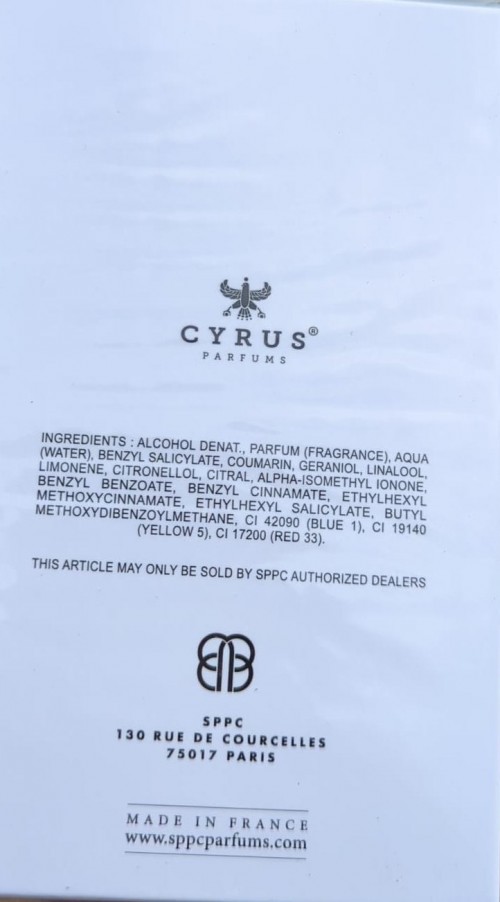 CYRUS®
PARFUMS
INGREDIENTS : ALCOHOL DENAT., PARFUM (FRAGRANCE), AQUA
(WATER), BENZYL SALICYLATE, COUMARIN, GERANIOL, LINALOOL,
LIMONENE, CITRONELLOL, CITRAL, ALPHA-ISOMETHYL IONONE,
BENZYL BENZOATE, BENZYL CINNAMATE, ETHYLHEXYL
METHOXYCINNAMATE, ETHYLHEXYL SALICYLATE, BUTYL
METHOXYDIBENZOYLMETHANE, CI 42090 (BLUE 1), CI 19140
(YELLOW 5), CI 17200 (RED 33).
THIS ARTICLE MAY ONLY BE SOLD BY SPPC AUTHORIZED DEALERS
SPPC
130 RUE DE COURCELLES
75017 PARIS
MADE IN FRANCE
www.sppcparfums.com